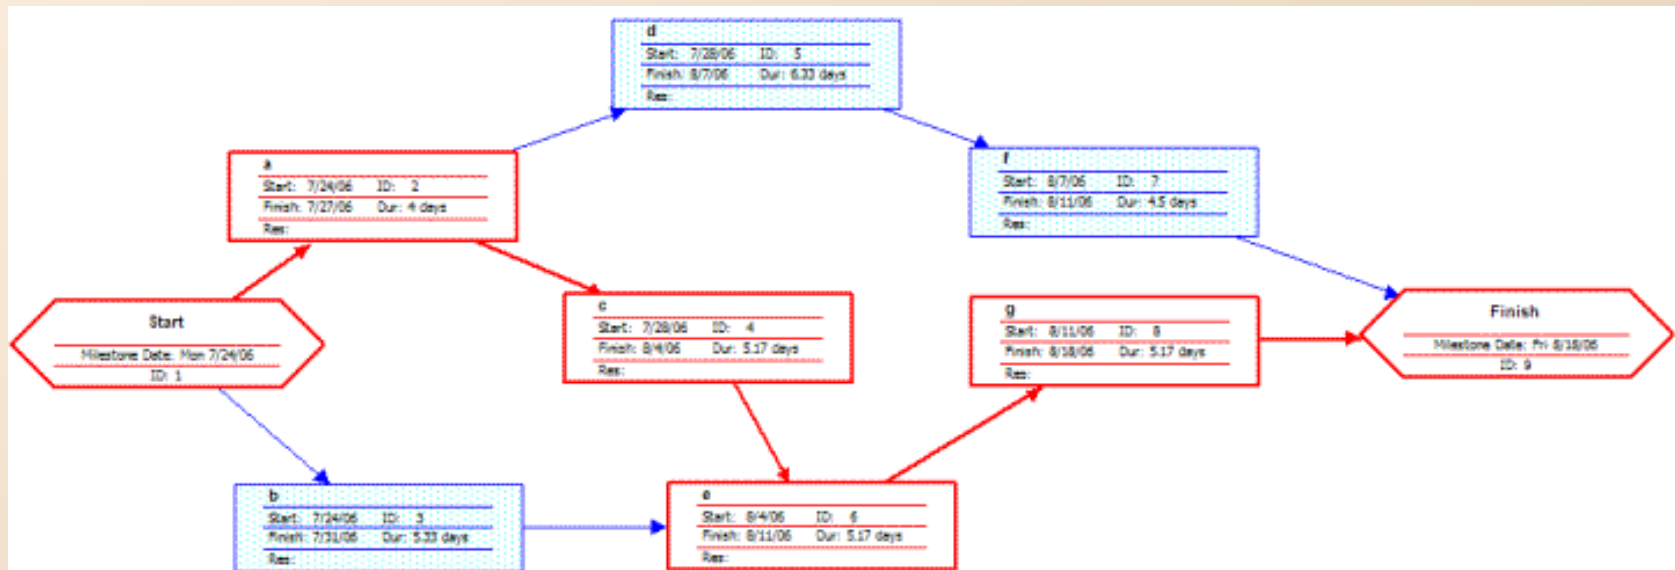 d
Start: 7/28/06 ID: 5
Finish: 8/7/06 Dur: 6.33 days
Res:
a
Start: 7/24/06 ID: 2
Finish: 7/27/06 Dur: 4 days
Res:
f
Start: 8/7/06 ID: 7
Finish: 8/11/06 Dur: 4.5 days
Res:
Start
Milestone Date: Mon 7/24/06
ID: 1
c
Start: 7/28/06 ID: 4
Finish: 8/4/06 Dur: 5.17 days
Res:
g
Start: 8/11/06 ID: 8
Finish: 8/18/06 Dur: 5.17 days
Res:
Finish
Milestone Date: Fri 8/18/06
ID: 9
b
Start: 7/24/06 ID: 3
Finish: 7/31/06 Dur: 5.33 days
Res:
e
Start: 8/4/06 ID: 6
Finish: 8/11/06 Dur: 5.17 days
Res: